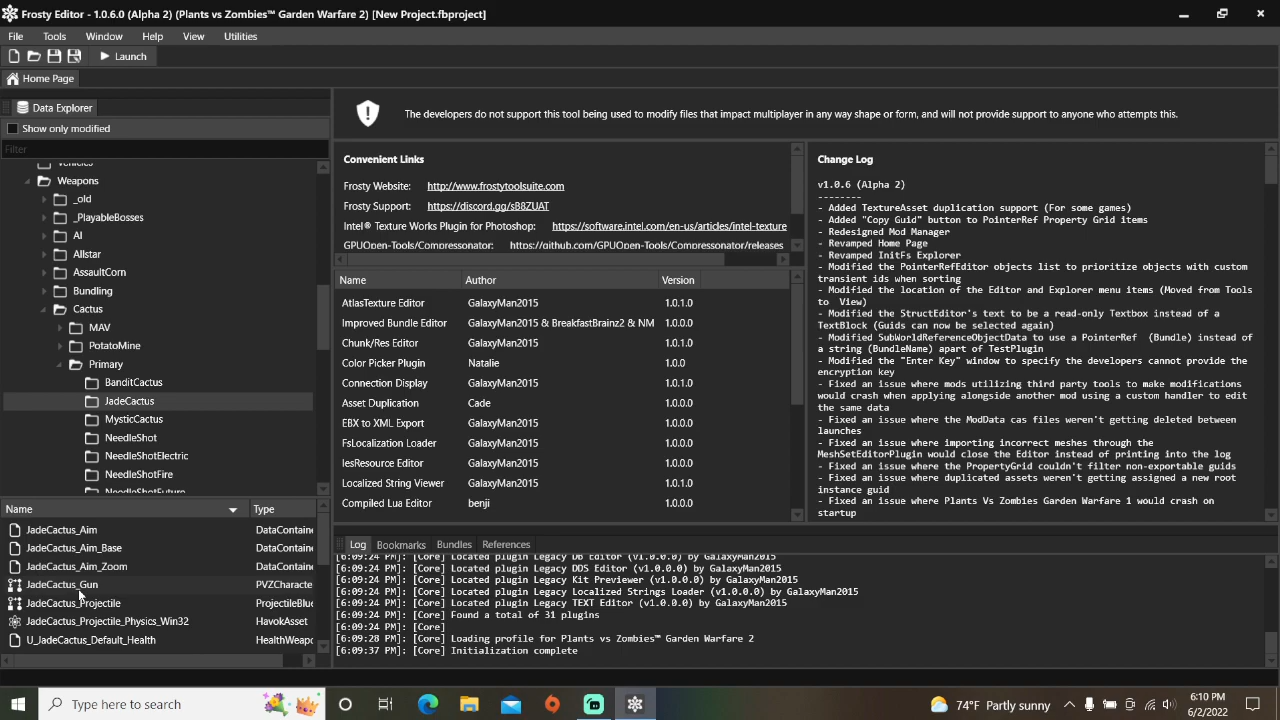 Frosty Editor - 1.0.6.0 (Alpha 2) (Plants vs Zombies™ Garden Warfare 2) [New Project.fbproject]
File Tools Window Help View Utilities
Launch
Home Page
Data Explorer
Show only modified
Filter
Vehicles
Weapons
_old
_PlayableBosses
AI
Allstar
AssaultCorn
Bundling
Cactus
MAV
PotatoMine
Primary
BanditCactus
JadeCactus
MysticCactus
NeedleShot
NeedleShotElectric
NeedleShotFire
NeedleShotFuture
Name Type
JadeCactus_Aim DataContaine
JadeCactus_Aim_Base DataContaine
JadeCactus_Aim_Zoom DataContaine
JadeCactus_Gun PVZCharacte
JadeCactus_Projectile ProjectileBlue
JadeCactus_Projectile_Physics_Win32 HavokAsset
U_JadeCactus_Default_Health HealthWeapo
The developers do not support this tool being used to modify files that impact multiplayer in any way shape or form, and will not provide support to anyone who attempts this.
Convenient Links
Frosty Website: http://www.frostytoolsuite.com
Frosty Support: https://discord.gg/sB8ZUAT
Intel® Texture Works Plugin for Photoshop: https://software.intel.com/en-us/articles/intel-texture
GPUOpen-Tools/Compressonator: https://github.com/GPUOpen-Tools/Compressonator/releases
Name Author Version
AtlasTexture Editor GalaxyMan2015 1.0.1.0
Improved Bundle Editor GalaxyMan2015 & BreakfastBrainz2 & NM 1.0.0.0
Chunk/Res Editor GalaxyMan2015 1.0.1.0
Color Picker Plugin Natalie 1.0.0
Connection Display GalaxyMan2015 1.0.1.0
Asset Duplication Cade 1.0.1.0
EBX to XML Export GalaxyMan2015 1.0.0.0
FsLocalization Loader GalaxyMan2015 1.0.0.0
IesResource Editor GalaxyMan2015 1.0.0.0
Localized String Viewer GalaxyMan2015 1.0.0.0
Compiled Lua Editor benji 1.0.0.0
Change Log
v1.0.6 (Alpha 2)
--------
- Added TextureAsset duplication support (For some games)
- Added "Copy Guid" button to PointerRef Property Grid items
- Redesigned Mod Manager
- Revamped Home Page
- Revamped InitFs Explorer
- Modified the PointerRefEditor objects list to prioritize objects with custom
transient ids when sorting
- Modified the location of the Editor and Explorer menu items (Moved from Tools
to View)
- Modified the StructEditor's text to be a read-only Textbox instead of a
TextBlock (Guids can now be selected again)
- Modified SubWorldReferenceObjectData to use a PointerRef (Bundle) instead of
a string (BundleName) apart of TestPlugin
- Modified the "Enter Key" window to specify the developers cannot provide the
encryption key
- Fixed an issue where mods utilizing third party tools to make modifications
would crash when applying alongside another mod using a custom handler to edit
the same data
- Fixed an issue where the ModData cas files weren't getting deleted between
launches
- Fixed an issue where importing incorrect meshes through the
MeshSetEditorPlugin would close the Editor instead of printing into the log
- Fixed an issue where the PropertyGrid couldn't filter non-exportable guids
- Fixed an issue where duplicated assets weren't getting assigned a new root
instance guid
- Fixed an issue where Plants Vs Zombies Garden Warfare 1 would crash on
startup
Log Bookmarks Bundles References
[6:09:24 PM]: [Core] Located plugin Legacy Db Editor (v1.0.0.0) by GalaxyMan2015
[6:09:24 PM]: [Core] Located plugin Legacy DDS Editor (v1.0.0.0) by GalaxyMan2015
[6:09:24 PM]: [Core] Located plugin Legacy Kit Previewer (v1.0.0.0) by GalaxyMan2015
[6:09:24 PM]: [Core] Located plugin Legacy Localized Strings Loader (v1.0.0.0) by GalaxyMan2015
[6:09:24 PM]: [Core] Located plugin Legacy TEXT Editor (v1.0.0.0) by GalaxyMan2015
[6:09:24 PM]: [Core] Found a total of 31 plugins
[6:09:24 PM]: [Core]
[6:09:28 PM]: [Core] Loading profile for Plants vs Zombies™ Garden Warfare 2
[6:09:37 PM]: [Core] Initialization complete
Type here to search
74°F Partly sunny
6:10 PM
6/2/2022